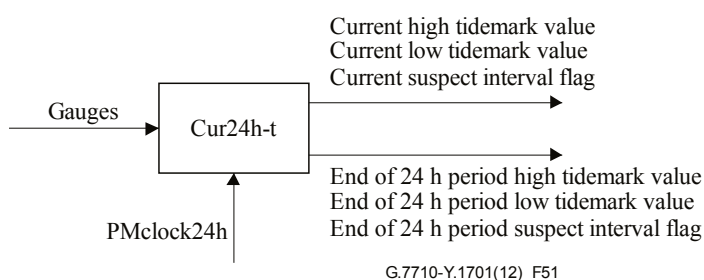 Current high tidemark value
Current low tidemark value
Current suspect interval flag
Gauges
Cur24h-t
End of 24 h period high tidemark value
End of 24 h period low tidemark value
End of 24 h period suspect interval flag
PMclock24h
G.7710-Y.1701(12)_F51